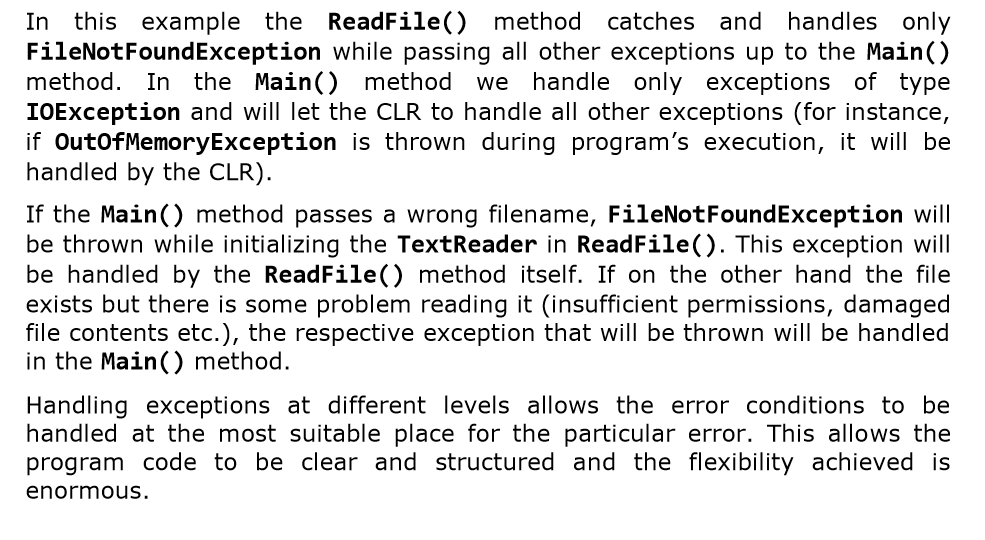 In this example the ReadFile() method catches and handles only
FileNotFoundException while passing all other exceptions up to the Main()
method. In the Main() method we handle only exceptions of type
IOException and will let the CLR to handle all other exceptions (for instance,
if OutOfMemoryException is thrown during program’s execution, it will be
handled by the CLR).
If the Main() method passes a wrong filename, FileNotFoundException will
be thrown while initializing the TextReader in ReadFile(). This exception will
be handled by the ReadFile() method itself. If on the other hand the file
exists but there is some problem reading it (insufficient permissions, damaged
file contents etc.), the respective exception that will be thrown will be handled
in the Main() method.
Handling exceptions at different levels allows the error conditions to be
handled at the most suitable place for the particular error. This allows the
program code to be clear and structured and the flexibility achieved is
enormous.